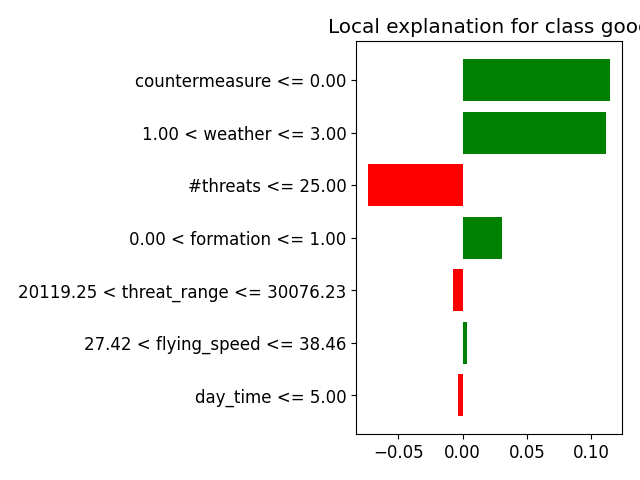 Local explanation for class goo
countermeasure <= 0.00
1.00 < weather <= 3.00
#threats <= 25.00
0.00 < formation <= 1.00
20119.25 < threat_range <= 30076.23
27.42 < flying_speed <= 38.46
day_time <= 5.00
−0.05 0.00 0.05 0.10